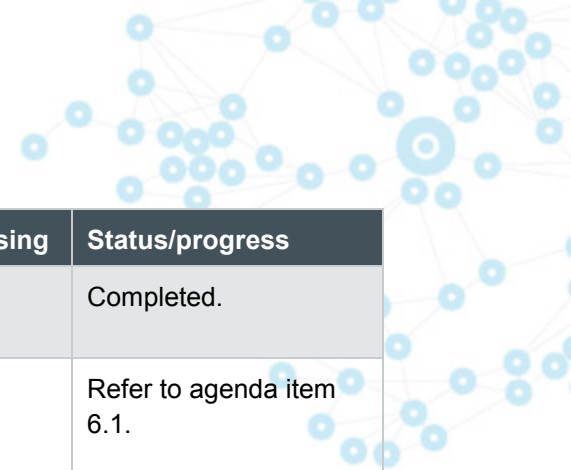 sing Status/progress
Completed.
Refer to agenda item
6.1.